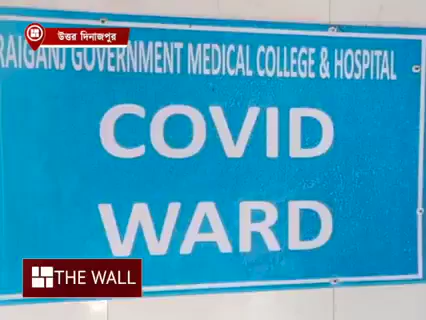 উত্তর দিনাজপুর
RAIGANJ GOVERNMENT MEDICAL COLLEGE & HOSPITAL
COVID
WARD
THE WALL